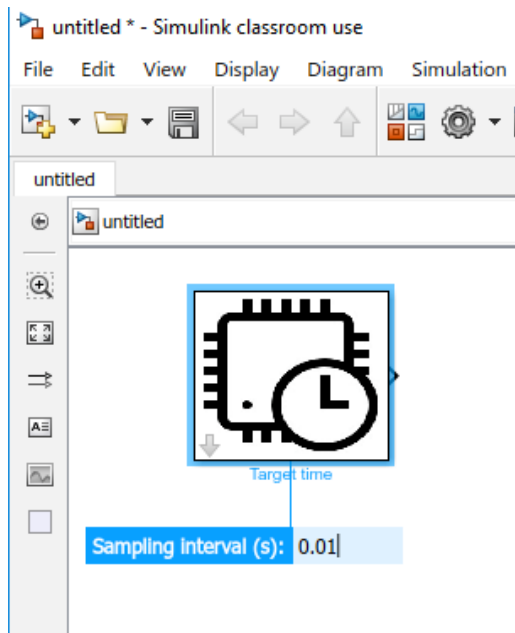 untitled * - Simulink classroom use
File Edit View Display Diagram Simulation
untitled
untitled
Target time
Sampling interval (s): 0.01